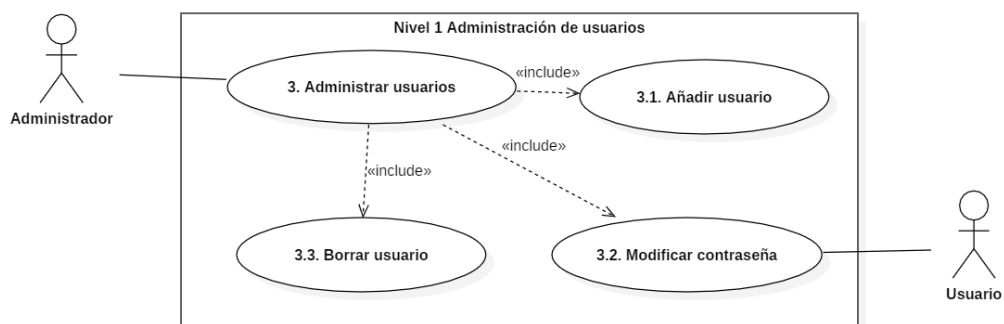 Nivel 1 Administración de usuarios
«include»
3. Administrar usuarios
3.1. Añadir usuario
Administrador
«include»
«include»
3.3. Borrar usuario
3.2. Modificar contraseña
Usuario